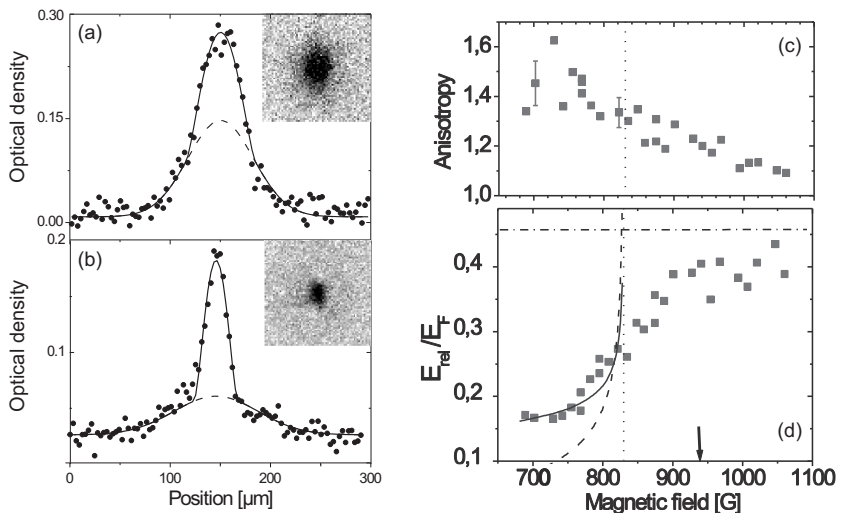 (a)
0.30
0.15
0.00
Optical density
(b)
0.2
0.1
Optical density
0
100
200
300
Position [µm]
(c)
1,6
1,4
1,2
1,0
Anisotropy
(d)
0,4
0,3
0,2
0,1
E_rel/E_F
700
800
900
1000
1100
Magnetic field [G]